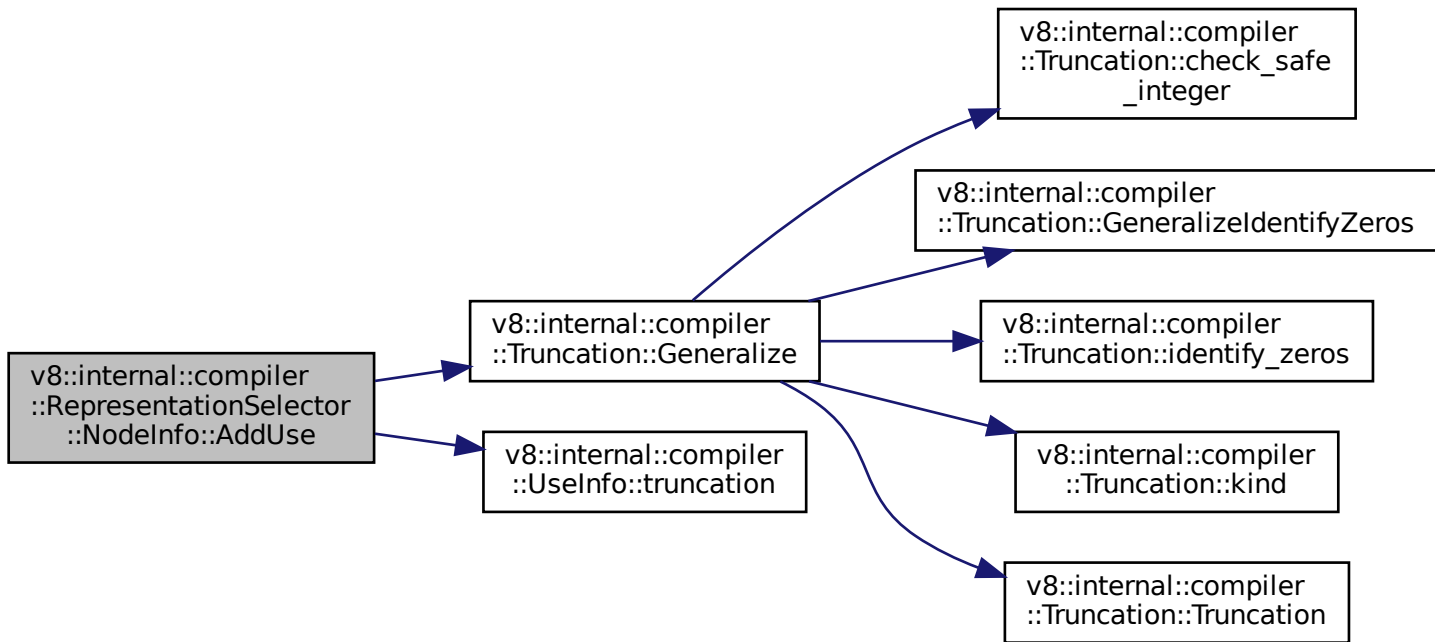 v8::internal::compiler
::Truncation::check_safe
_integer
v8::internal::compiler
::Truncation::GeneralizeIdentifyZeros
v8::internal::compiler
::Truncation::Generalize
v8::internal::compiler
::Truncation::identify_zeros
v8::internal::compiler
::RepresentationSelector
::NodeInfo::AddUse
v8::internal::compiler
::UseInfo::truncation
v8::internal::compiler
::Truncation::kind
v8::internal::compiler
::Truncation::Truncation